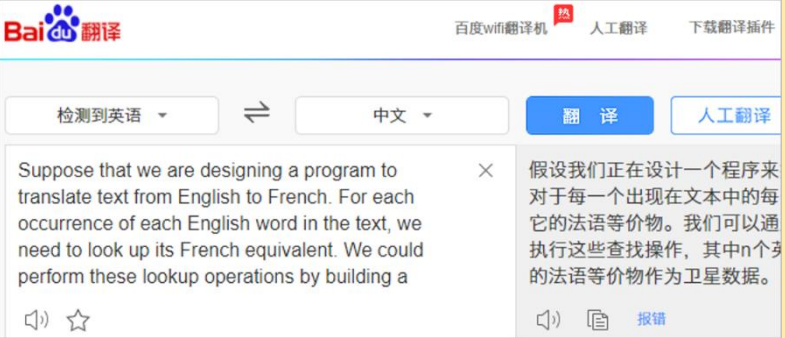 Bai du 翻译
百度wifi翻译机 热 人工翻译 下载翻译插件
检测到英语 中文 翻 译 人工翻译
Suppose that we are designing a program to
translate text from English to French. For each
occurrence of each English word in the text, we
need to look up its French equivalent. We could
perform these lookup operations by building a
假设我们正在设计一个程序来
对于每一个出现在文本中的每
它的法语等价物。我们可以通
执行这些查找操作，其中n个英
的法语等价物作为卫星数据。
报错